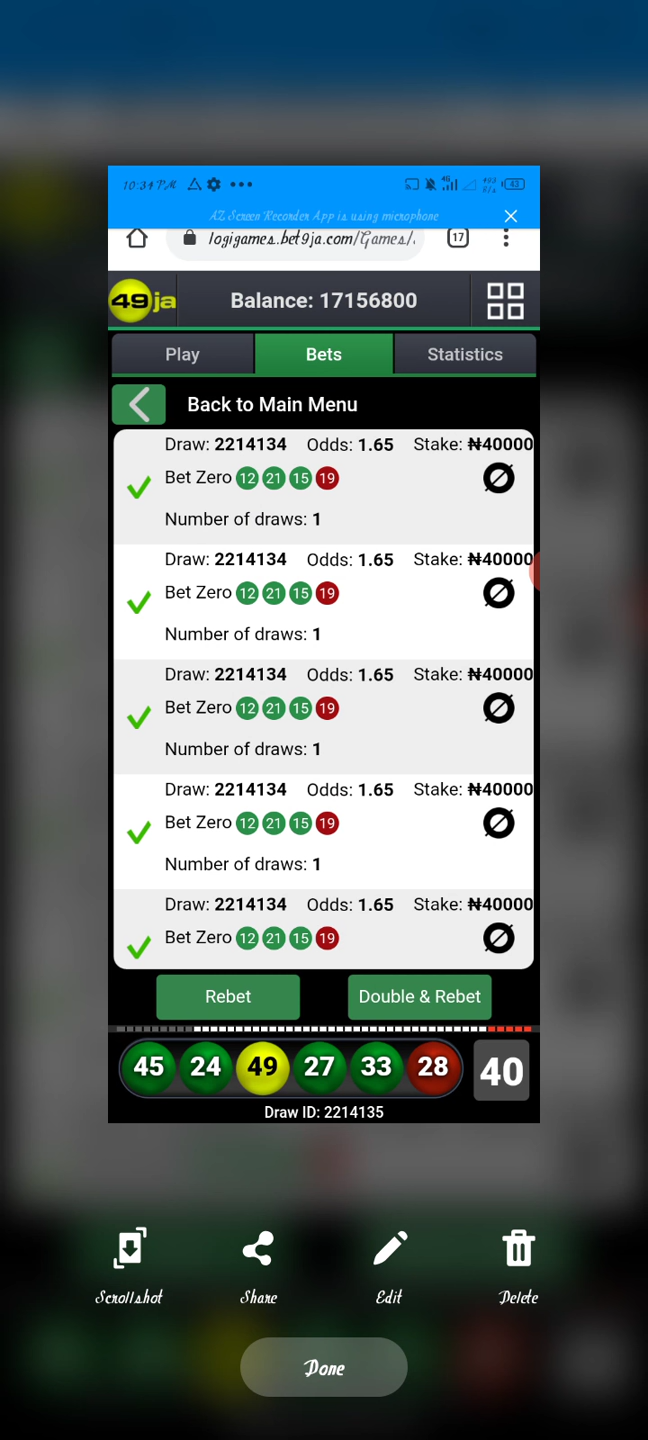 10:34 PM
4G 493 B/s 43
AZ Screen Recorder App is using microphone
logigames.bet9ja.com/Games/. 17
49ja Balance: 17156800
Play Bets Statistics
Back to Main Menu
Draw: 2214134 Odds: 1.65 Stake: ₦40000
Bet Zero 12 21 15 19
Number of draws: 1
Draw: 2214134 Odds: 1.65 Stake: ₦40000
Bet Zero 12 21 15 19
Number of draws: 1
Draw: 2214134 Odds: 1.65 Stake: ₦40000
Bet Zero 12 21 15 19
Number of draws: 1
Draw: 2214134 Odds: 1.65 Stake: ₦40000
Bet Zero 12 21 15 19
Number of draws: 1
Draw: 2214134 Odds: 1.65 Stake: ₦40000
Bet Zero 12 21 15 19
Rebet Double & Rebet
45 24 49 27 33 28 40
Draw ID: 2214135
Scrollshot Share Edit Delete
Done